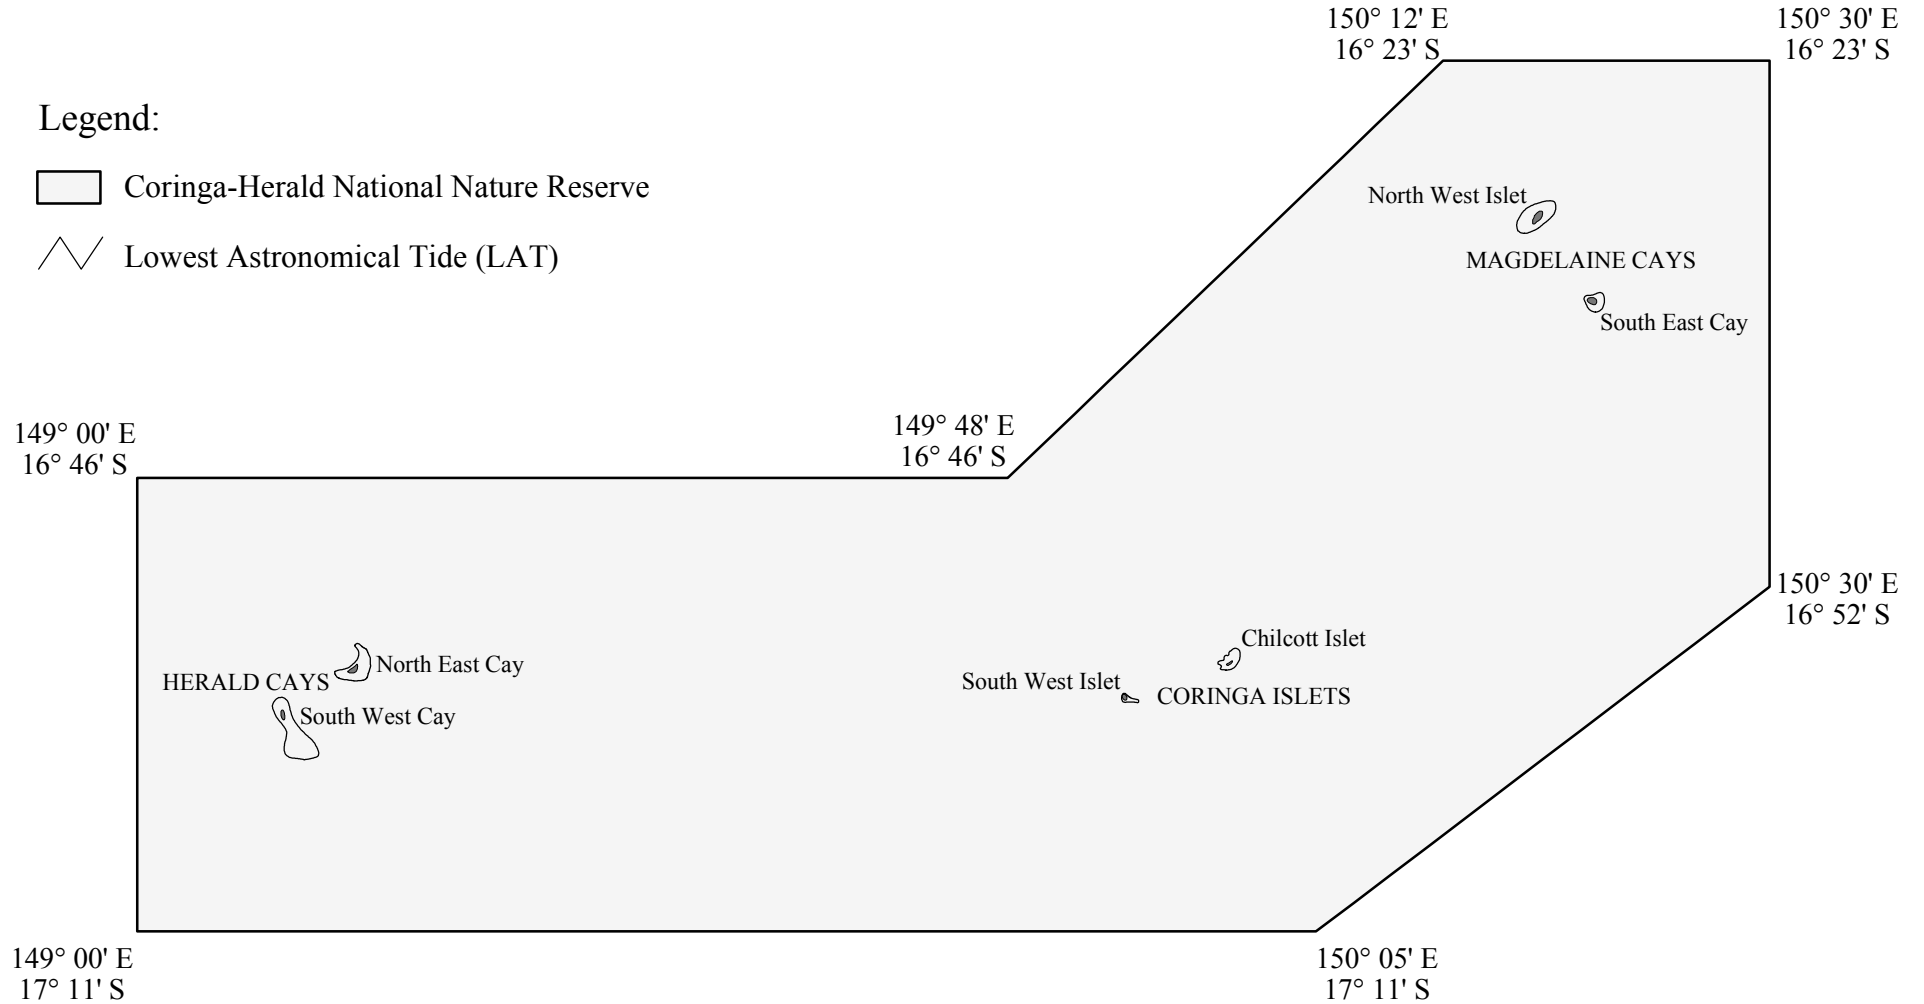 150° 12' E
16° 23' S
150° 30' E
16° 23' S
Legend:
Coringa-Herald National Nature Reserve
Lowest Astronomical Tide (LAT)
North West Islet
MAGDELAINE CAYS
South East Cay
149° 00' E
16° 46' S
149° 48' E
16° 46' S
150° 30' E
16° 52' S
North East Cay
HERALD CAYS
South West Cay
Chilcott Islet
South West Islet
CORINGA ISLETS
149° 00' E
17° 11' S
150° 05' E
17° 11' S